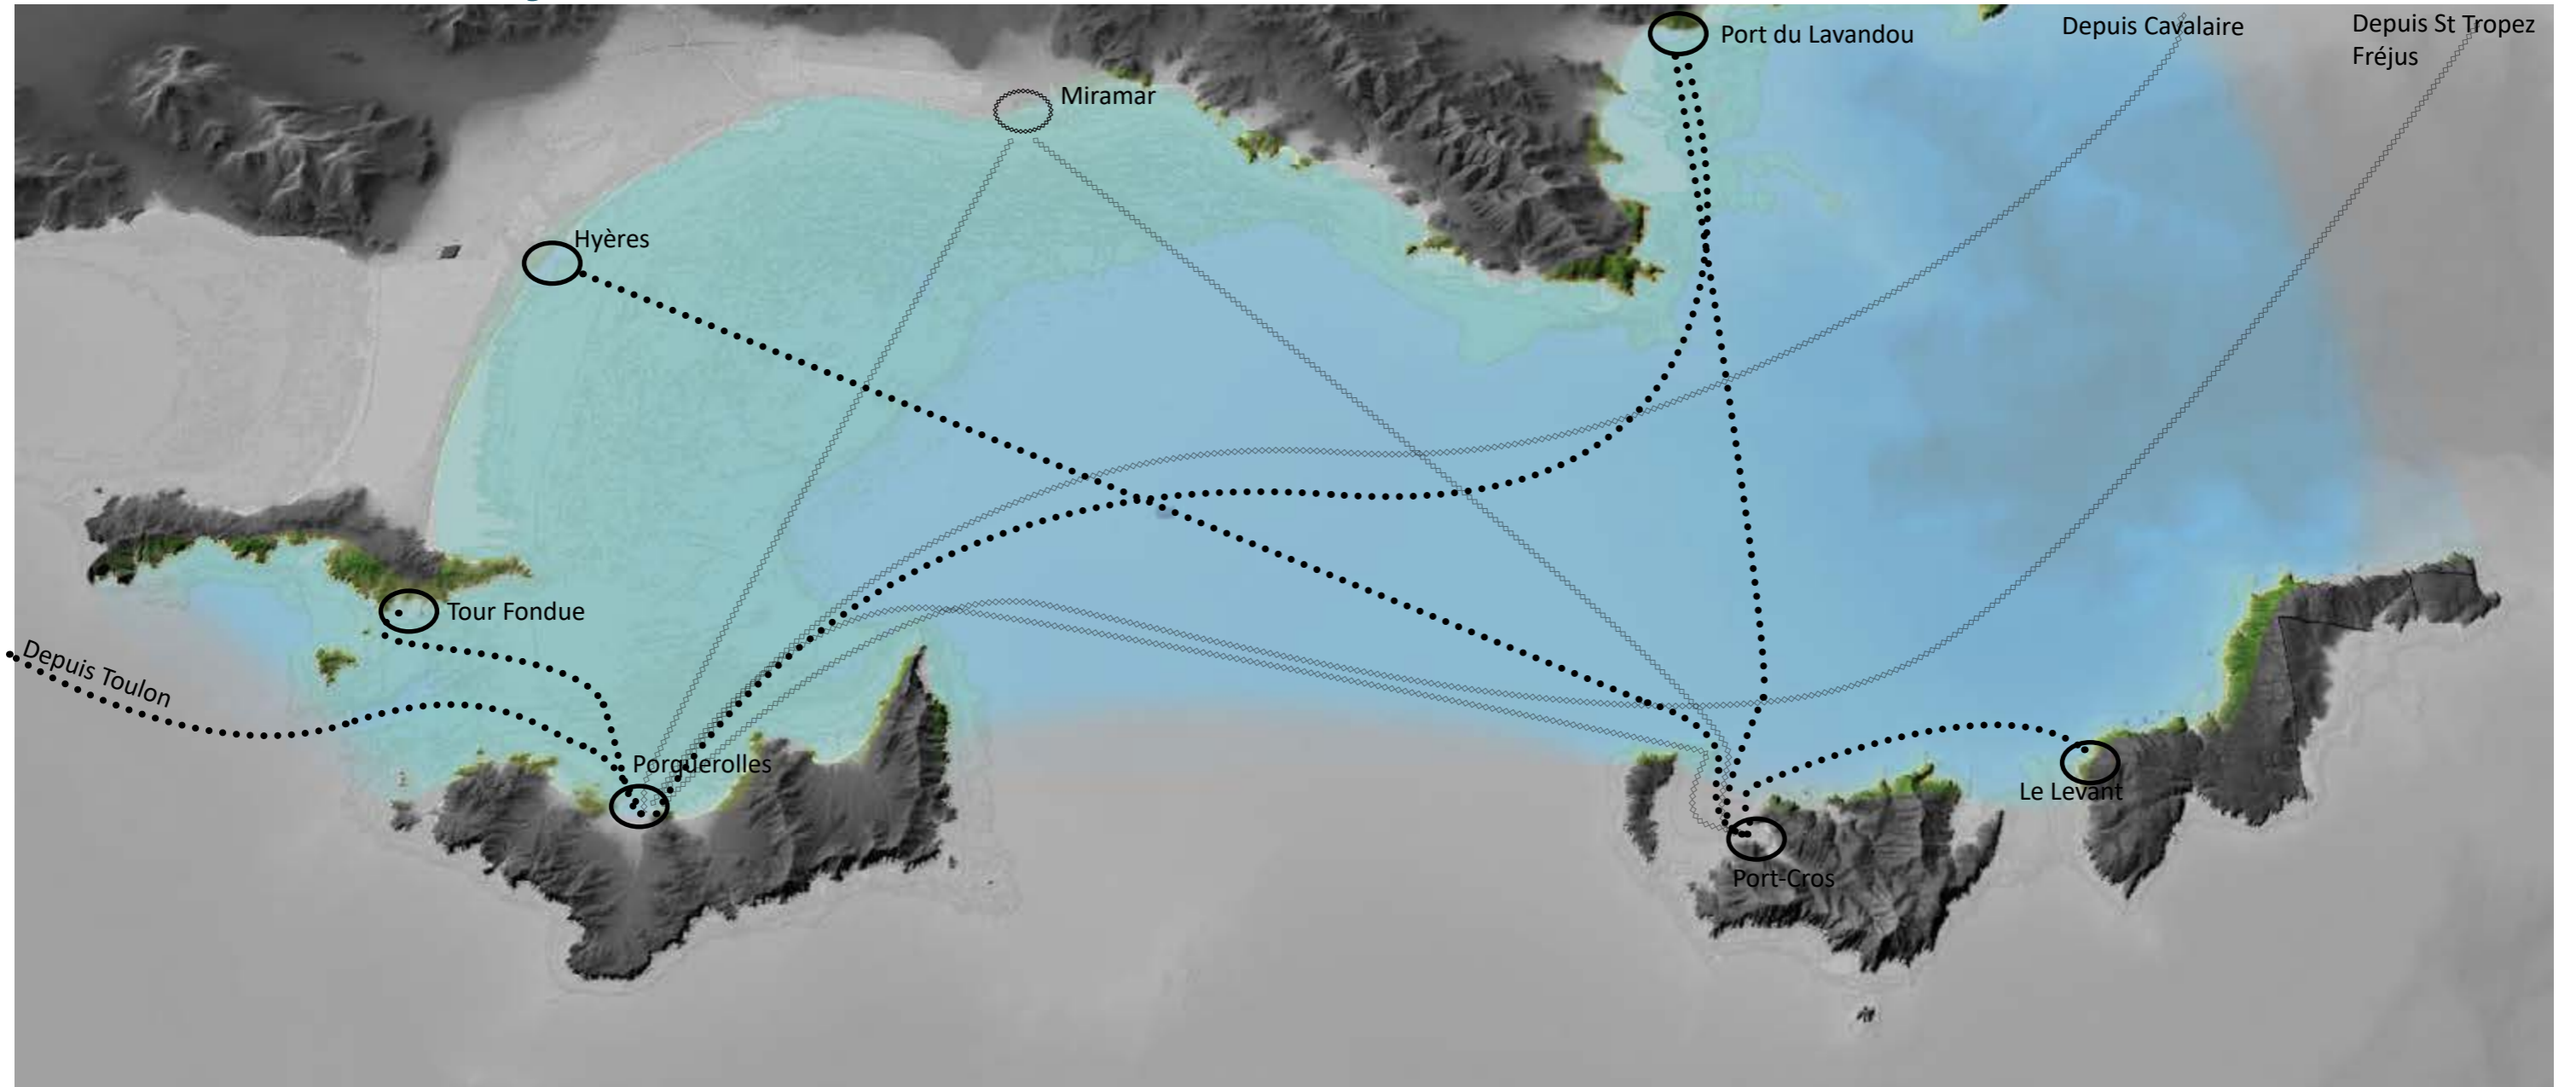 Depuis Cavalaire
Depuis St Tropez
Fréjus
Port du Lavandou
Miramar
Hyères
Tour Fondue
Depuis Toulon
Porquerolles
Le Levant
Port-Cros